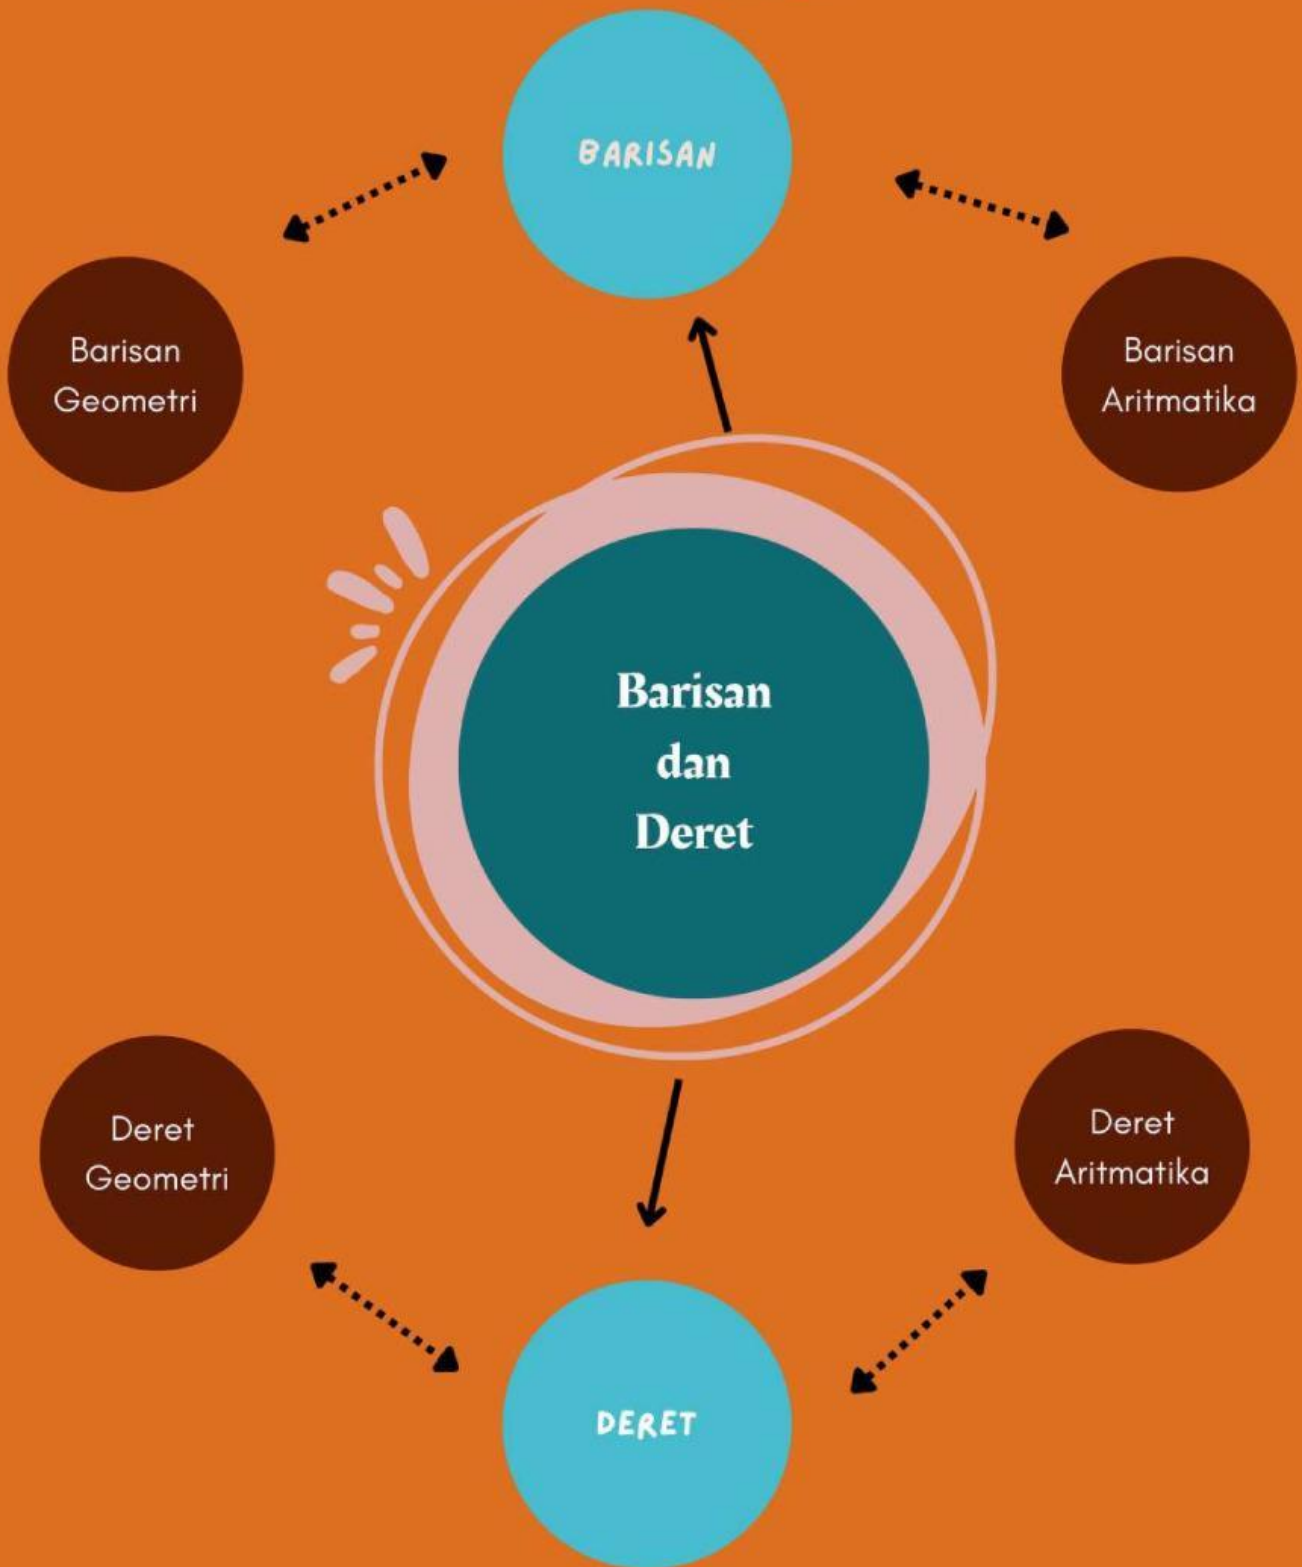 BARISAN
Barisan
Geometri
Barisan
Aritmatika
Barisan
dan
Deret
Deret
Geometri
Deret
Aritmatika
DERET